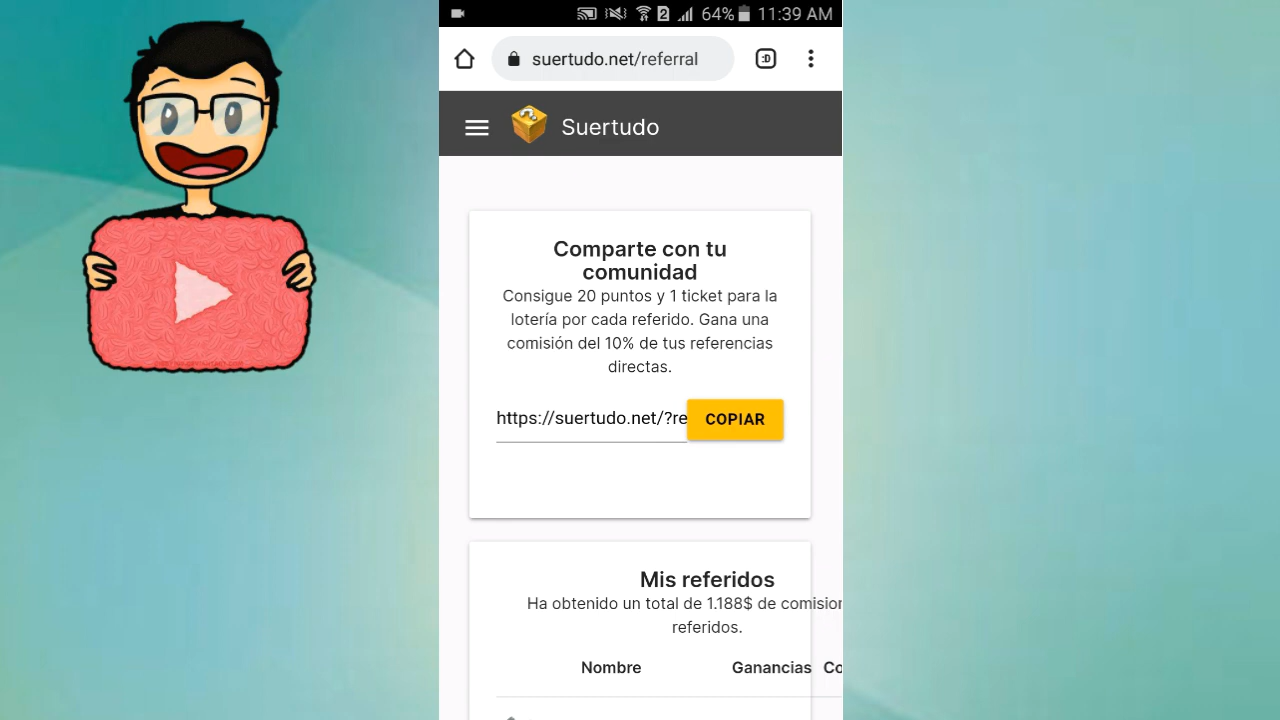 64% 11:39 AM
suertudo.net/referral
Suertudo
Comparte con tu
comunidad
Consigue 20 puntos y 1 ticket para la
lotería por cada referido. Gana una
comisión del 10% de tus referencias
directas.
https://suertudo.net/?re COPIAR
Mis referidos
Ha obtenido un total de 1.188$ de comision
referidos.
Nombre Ganancias Co